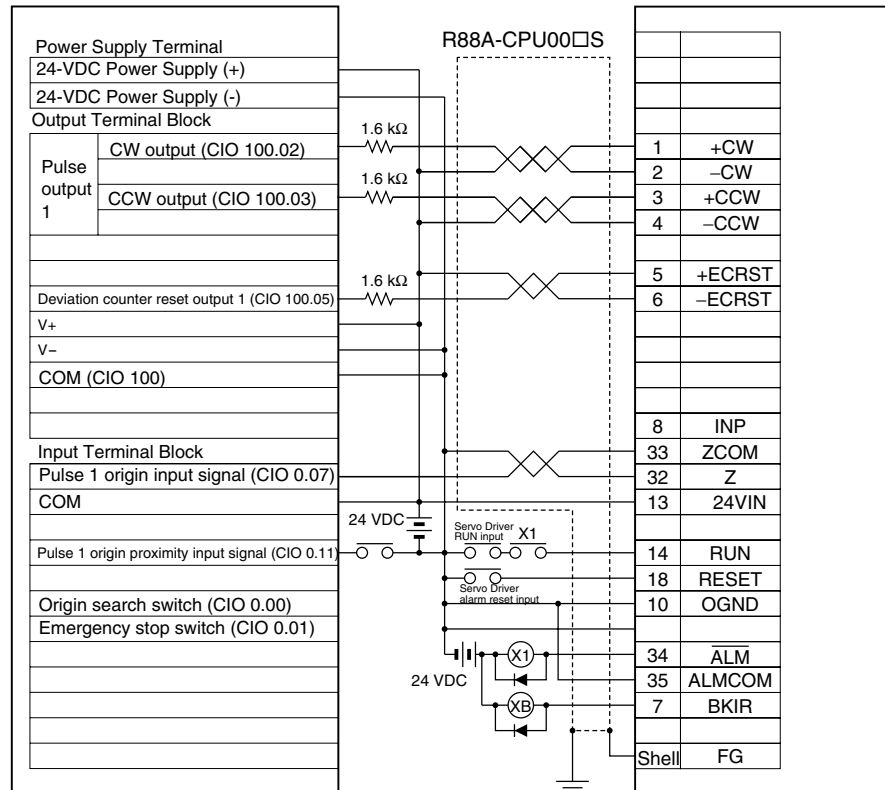 R88A-CPU00□S
Power Supply Terminal
24-VDC Power Supply (+)
24-VDC Power Supply (-)
Output Terminal Block
Pulse output 1
CW output (CIO 100.02)
1.6 kΩ
1 +CW
2 −CW
CCW output (CIO 100.03)
1.6 kΩ
3 +CCW
4 −CCW
1.6 kΩ
5 +ECRST
Deviation counter reset output 1 (CIO 100.05)
6 −ECRST
V+
V−
COM (CIO 100)
8 INP
Input Terminal Block
33 ZCOM
Pulse 1 origin input signal (CIO 0.07)
32 Z
COM
13 24VIN
24 VDC
Servo Driver
RUN input
X1
Pulse 1 origin proximity input signal (CIO 0.11)
14 RUN
18 RESET
Servo Driver
alarm reset input
Origin search switch (CIO 0.00)
10 OGND
Emergency stop switch (CIO 0.01)
X1
34 ALM
24 VDC
35 ALMCOM
XB
7 BKIR
Shell FG